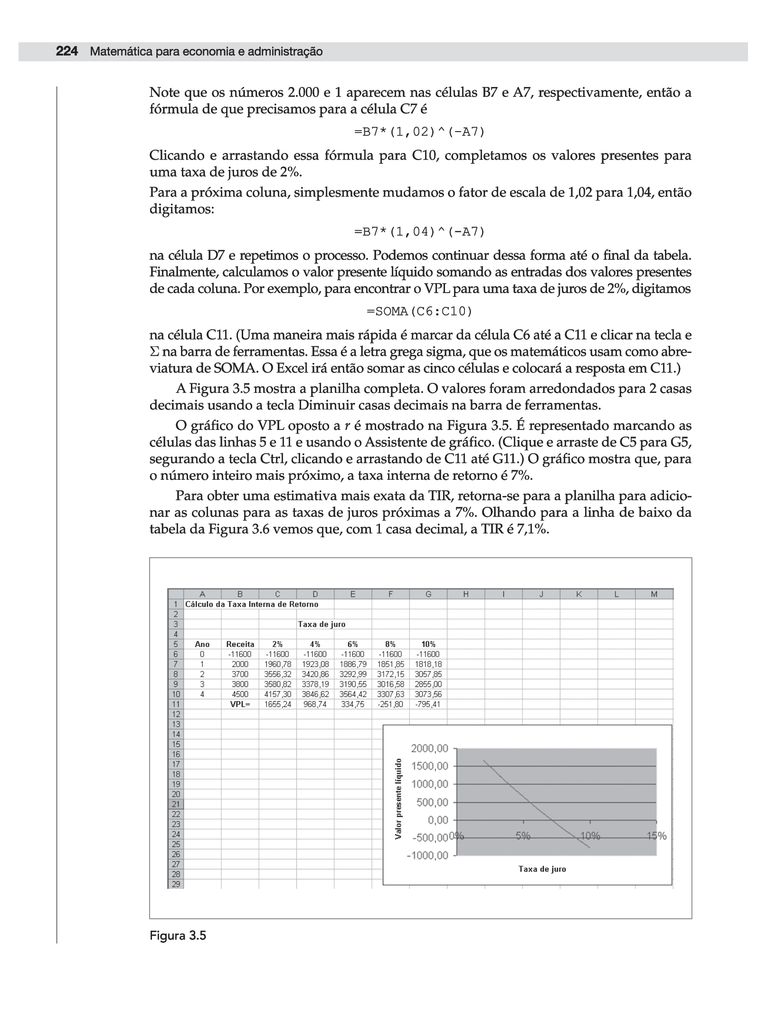 224 Matemática para economia e administração
Note que os números 2.000 e 1 aparecem nas células B7 e A7, respectivamente, então a
fórmula de que precisamos para a célula C7 é
=B7*(1,02)^(-A7)
Clicando e arrastando essa fórmula para C10, completamos os valores presentes para
uma taxa de juros de 2%.
Para a próxima coluna, simplesmente mudamos o fator de escala de 1,02 para 1,04, então
digitamos:
=B7*(1,04)^(-A7)
na célula D7 e repetimos o processo. Podemos continuar dessa forma até o final da tabela.
Finalmente, calculamos o valor presente líquido somando as entradas dos valores presentes
de cada coluna. Por exemplo, para encontrar o VPL para uma taxa de juros de 2%, digitamos
=SOMA(C6:C10)
na célula C11. (Uma maneira mais rápida é marcar da célula C6 até a C11 e clicar na tecla e
Σ na barra de ferramentas. Essa é a letra grega sigma, que os matemáticos usam como abre-
viatura de SOMA. O Excel irá então somar as cinco células e colocará a resposta em C11.)
A Figura 3.5 mostra a planilha completa. O valores foram arredondados para 2 casas
decimais usando a tecla Diminuir casas decimais na barra de ferramentas.
O gráfico do VPL oposto a r é mostrado na Figura 3.5. É representado marcando as
células das linhas 5 e 11 e usando o Assistente de gráfico. (Clique e arraste de C5 para G5,
segurando a tecla Ctrl, clicando e arrastando de C11 até G11.) O gráfico mostra que, para
o número inteiro mais próximo, a taxa interna de retorno é 7%.
Para obter uma estimativa mais exata da TIR, retorna-se para a planilha para adicio-
nar as colunas para as taxas de juros próximas a 7%. Olhando para a linha de baixo da
tabela da Figura 3.6 vemos que, com 1 casa decimal, a TIR é 7,1%.
A B C D E F G H I J K L M
1 Cálculo da Taxa Interna de Retorno
2
3 Taxa de juro
4
5 Ano Receita 2% 4% 6% 8% 10%
6 0 -11600 -11600 -11600 -11600 -11600 -11600
7 1 2000 1960,78 1923,08 1886,79 1851,85 1818,18
8 2 3700 3556,32 3420,86 3292,99 3172,15 3057,85
9 3 3800 3580,82 3378,19 3190,55 3016,58 2855,00
10 4 4500 4157,30 3846,62 3564,42 3307,63 3073,56
11 VPL= 1655,24 968,74 334,75 -251,80 -795,41
12
13
14
15
16
17
18
19
20
21
22
23
24
25
26
27
28
29
Valor presente líquido
2000,00
1500,00
1000,00
500,00
0,00
-500,00
-1000,00
0% 5% 10% 15%
Taxa de juro
Figura 3.5